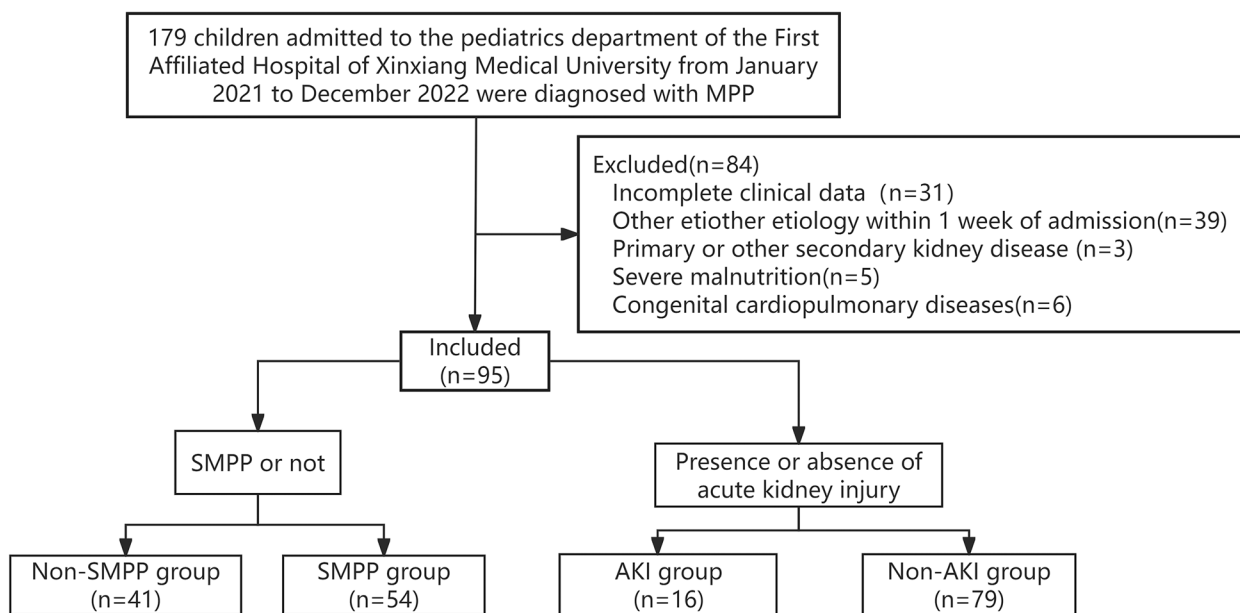 179 children admitted to the pediatrics department of the First
Affiliated Hospital of Xinxiang Medical University from January
2021 to December 2022 were diagnosed with MPP
Excluded(n=84)
Incomplete clinical data （n=31)
Other etiother etiology within 1 week of admission(n=39)
Primary or other secondary kidney disease (n=3)
Severe malnutrition(n=5)
Congenital cardiopulmonary diseases(n=6)
Included
(n=95)
SMPP or not
Presence or absence of
acute kidney injury
Non-SMPP group
(n=41)
SMPP group
(n=54)
AKI group
(n=16)
Non-AKI group
(n=79)